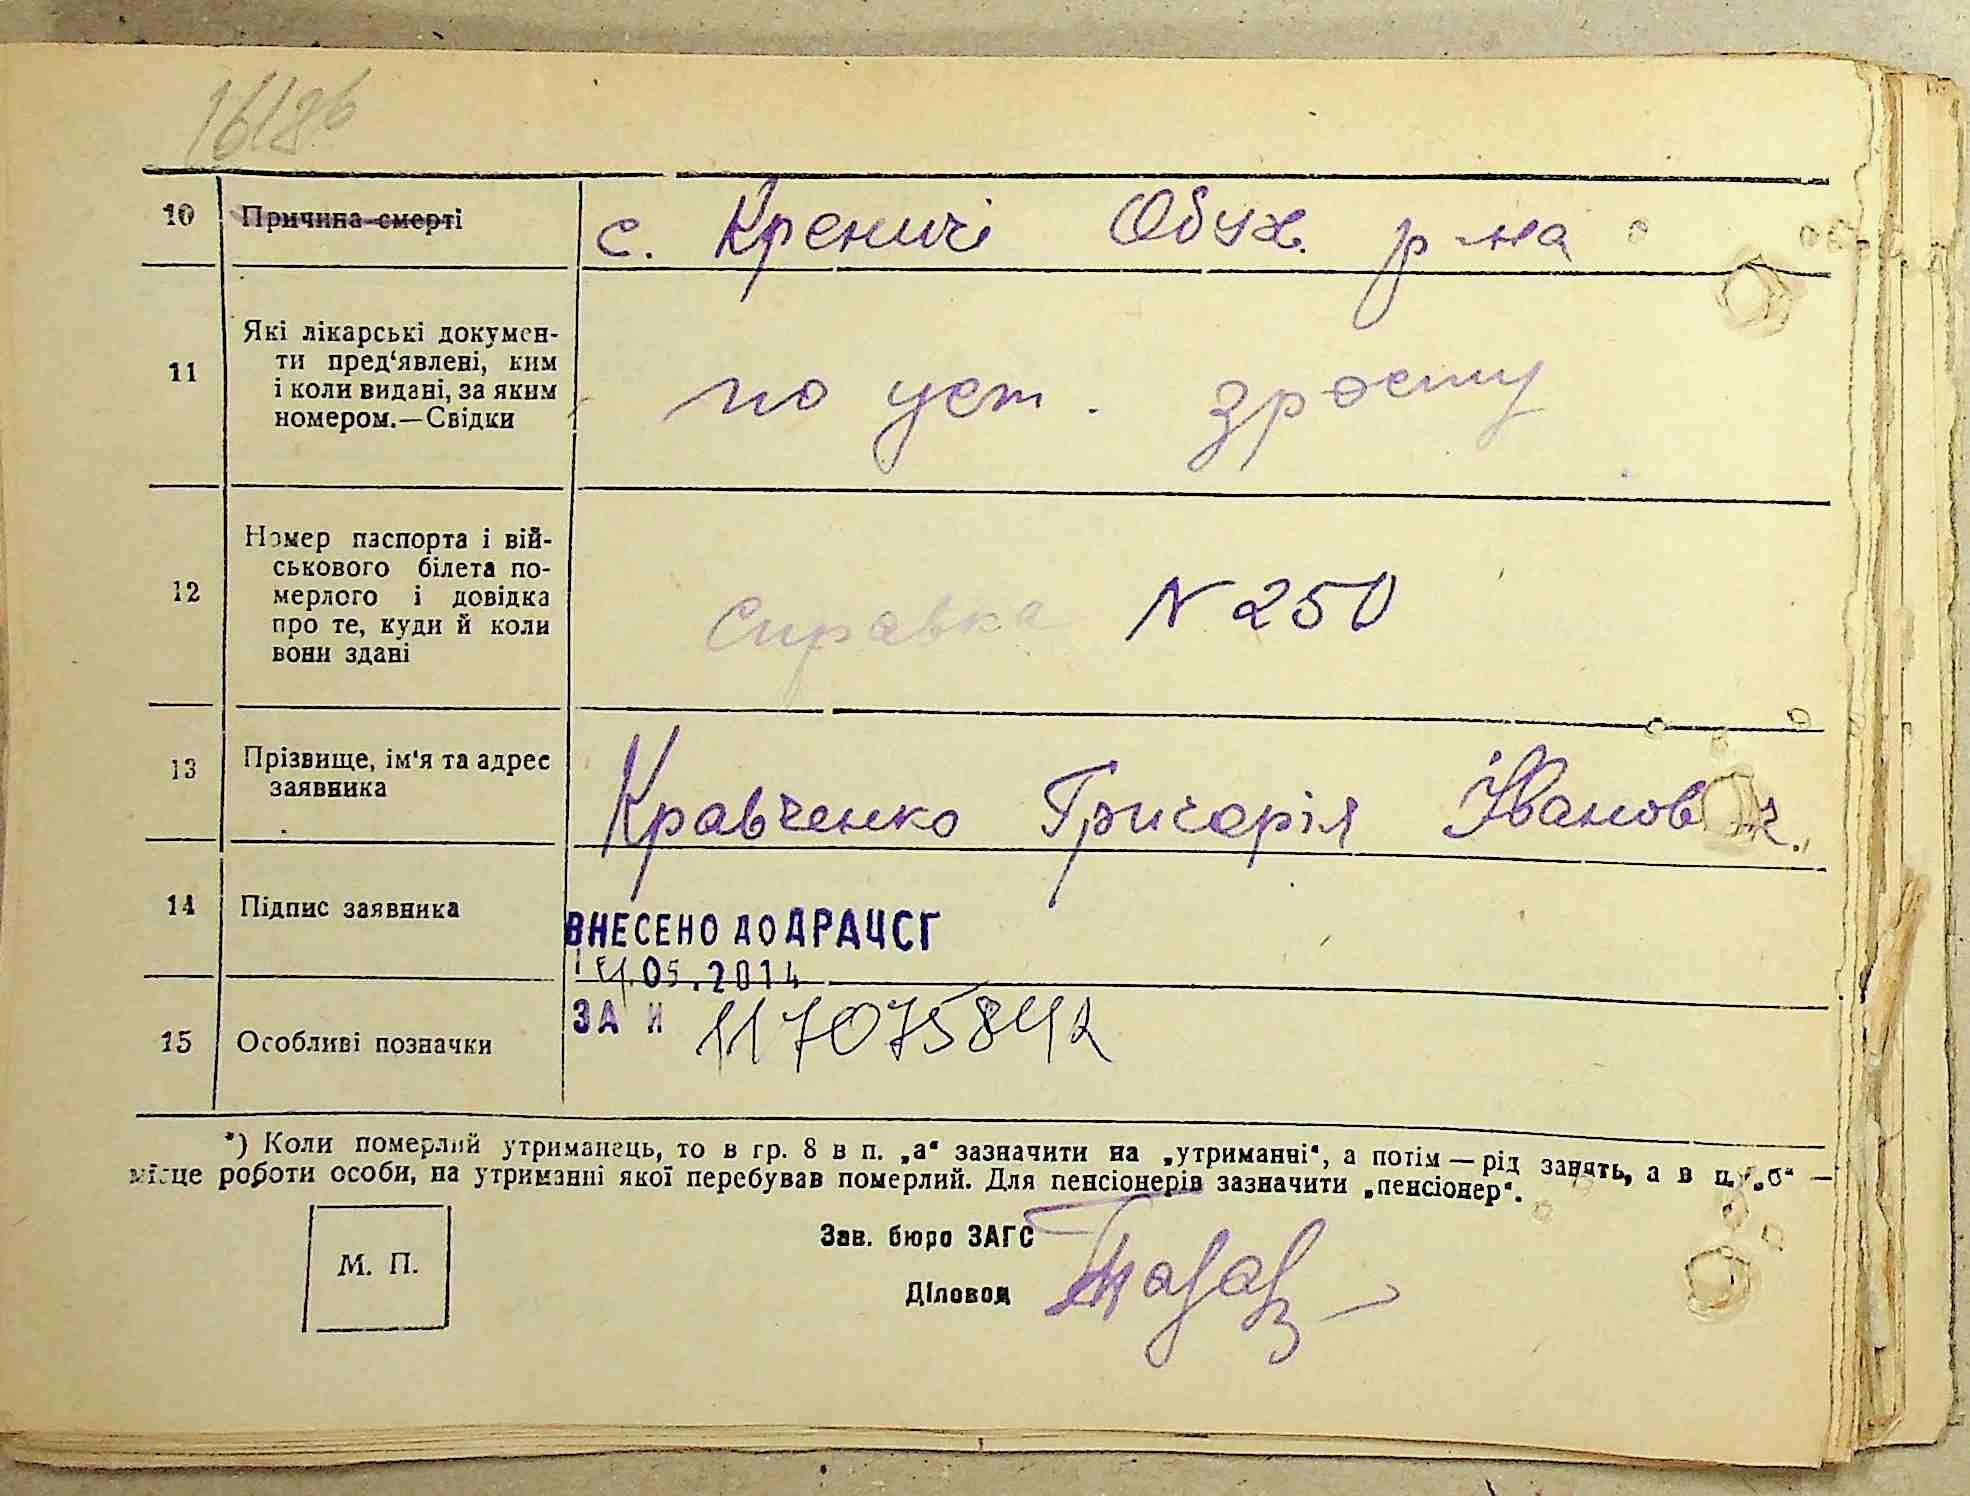 1618б
10 Причина смерті с. Креничі Обух. р-на
11 Які лікарські докумен-
ти пред'явлені, ким
і коли видані, за яким
номером.—Свідки
по уст. зросту
12 Номер паспорта і вій-
ськового білета по-
мерлого і довідка
про те, куди й коли
вони здані
Справка N 250
13 Прізвище, ім'я та адрес
заявника
Кравченко Григорія Іванов
14 Підпис заявника
ВНЕСЕНО ДО ДРАЦСГ
05.2014
15 Особливі позначки
ЗА N 117075842
*) Коли померлий утриманець, то в гр. 8 в п. „а“ зазначити на „утриманні“, а потім — рід занять, а в п. „б“ —
місце роботи особи, на утриманні якої перебував померлий. Для пенсіонерів зазначити „пенсіонер“.
М. П.
Зав. бюро ЗАГС
Діловод